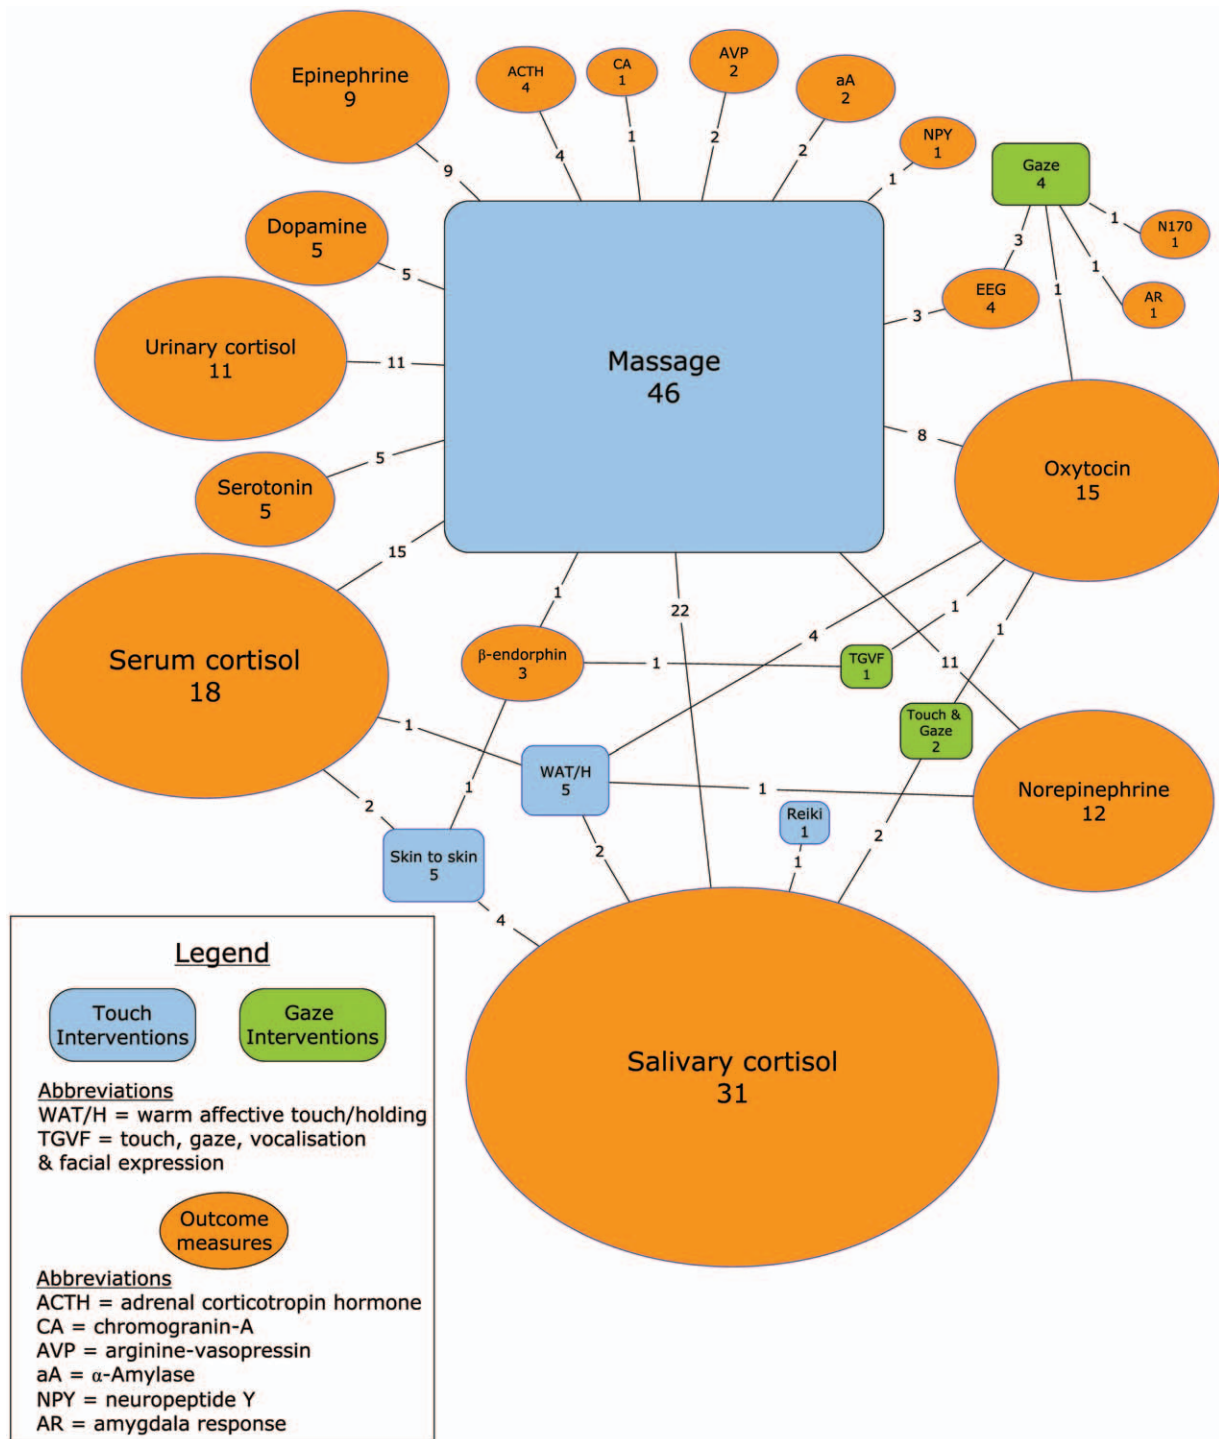 Epinephrine
9
ACTH
4
CA
1
AVP
2
aA
2
NPY
1
Gaze
4
N170
1
AR
1
EEG
4
9
4
1
2
2
1
3
1
1
1
Dopamine
5
5
Urinary cortisol
11
11
Massage
46
3
8
Oxytocin
15
Serotonin
5
5
15
Serum cortisol
18
1
22
4
1
1
11
β-endorphin
3
1
TGVF
1
Touch &
Gaze
2
1
WAT/H
5
1
Norepinephrine
12
2
1
Skin to skin
5
2
Reiki
1
1
2
4
Salivary cortisol
31
Legend
Touch
Interventions
Gaze
Interventions
Abbreviations
WAT/H = warm affective touch/holding
TGVF = touch, gaze, vocalisation
& facial expression
Outcome
measures
Abbreviations
ACTH = adrenal corticotropin hormone
CA = chromogranin-A
AVP = arginine-vasopressin
aA = α-Amylase
NPY = neuropeptide Y
AR = amygdala response